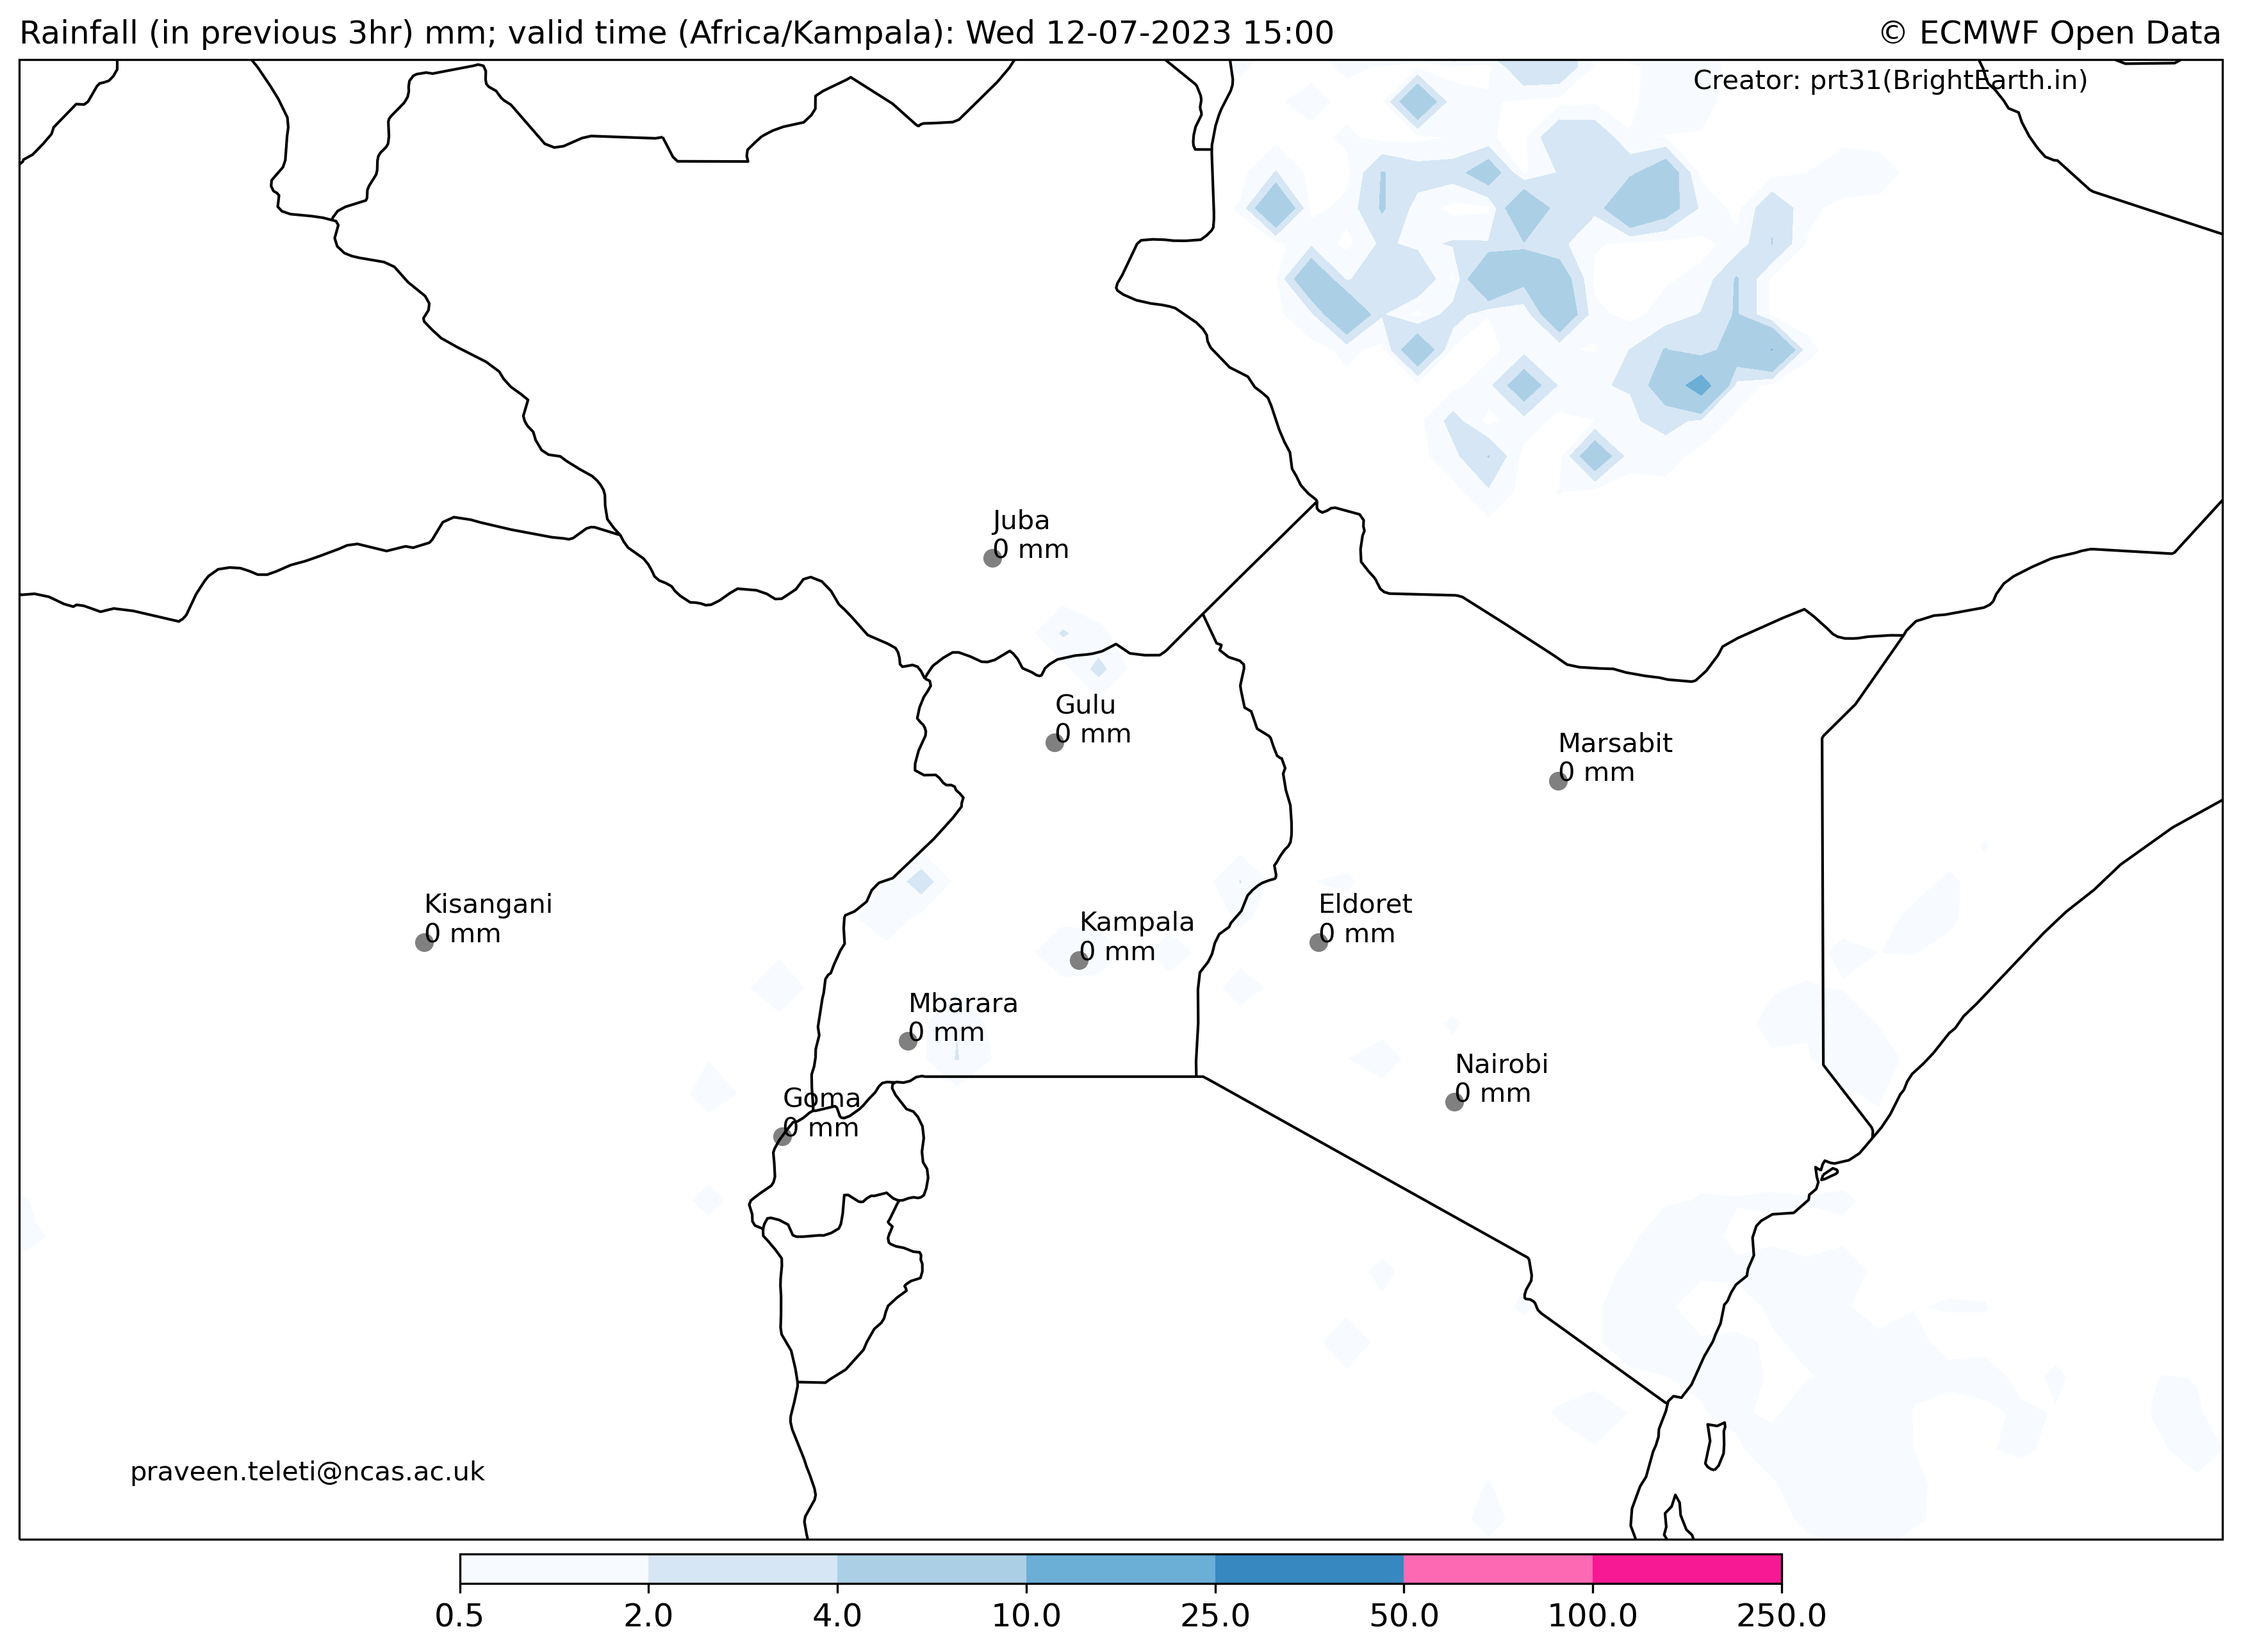 Rainfall (in previous 3hr) mm; valid time (Africa/Kampala): Wed 12-07-2023 15:00
© ECMWF Open Data
Creator: prt31(BrightEarth.in)
Juba
0 mm
Gulu
0 mm
Marsabit
0 mm
Kisangani
0 mm
Kampala
0 mm
Eldoret
0 mm
Mbarara
0 mm
Nairobi
0 mm
Goma
0 mm
praveen.teleti@ncas.ac.uk
0.5 2.0 4.0 10.0 25.0 50.0 100.0 250.0